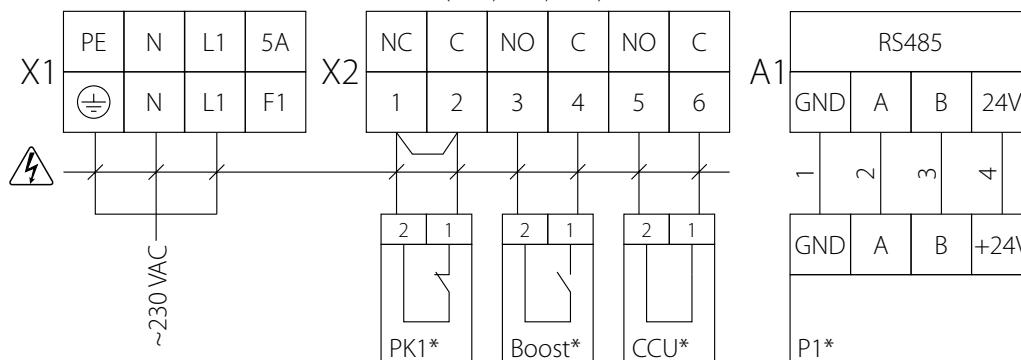 PE N L1 5A NC C NO C NO C RS485
X1 X2 A1
N L1 F1 1 2 3 4 5 6 GND A B 24V
1 2 3 4
2 1 2 1 2 1
GND A B +24V
~230 VAC
PK1* Boost* CCU* P1*